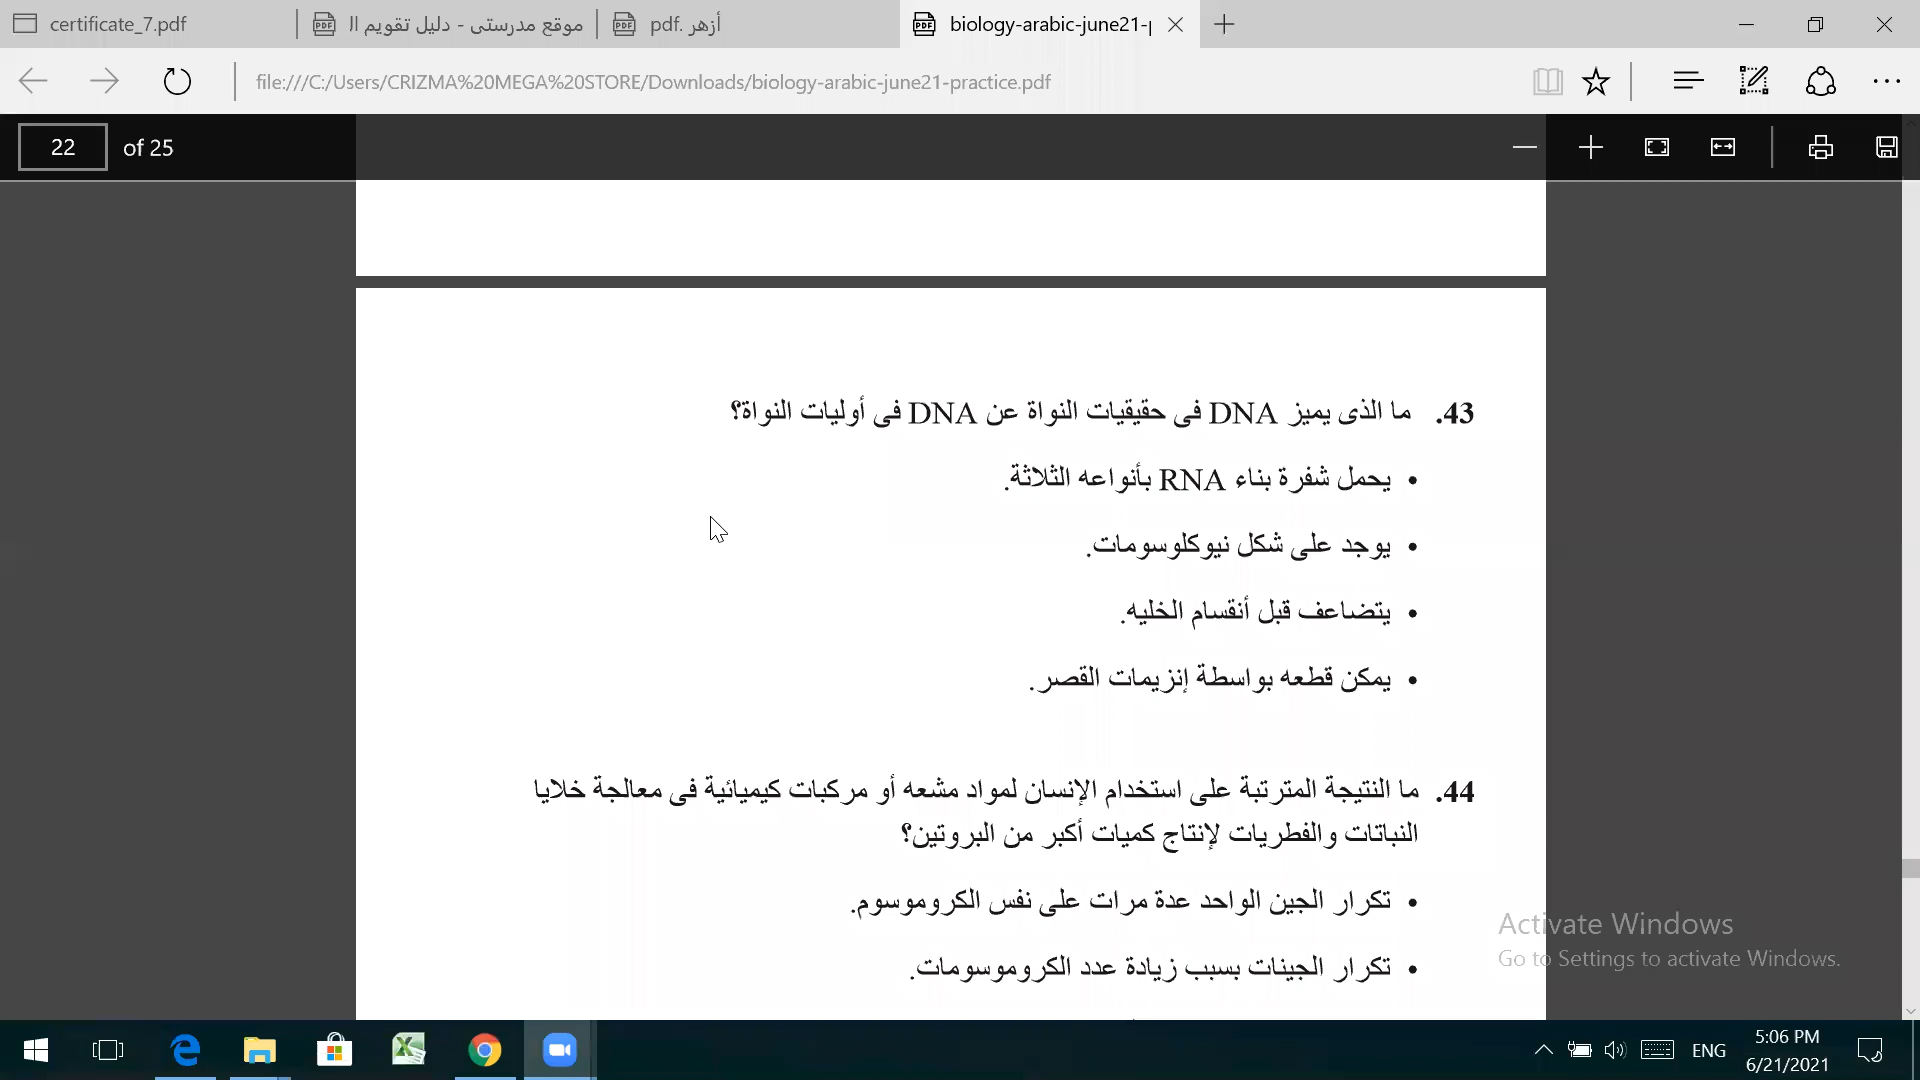 certificate_7.pdf
موقع مدرستى - دليل تقويم ال
أزهر .pdf
biology-arabic-june21-p
file:///C:/Users/CRIZMA%20MEGA%20STORE/Downloads/biology-arabic-june21-practice.pdf
22 of 25
43. ما الذى يميز DNA فى حقيقيات النواة عن DNA فى أوليات النواة؟
• يحمل شفرة بناء RNA بأنواعه الثلاثة.
• يوجد على شكل نيوكلوسومات.
• يتضاعف قبل أنقسام الخليه.
• يمكن قطعه بواسطة إنزيمات القصر.
44. ما النتيجة المترتبة على استخدام الإنسان لمواد مشعه أو مركبات كيميائية فى معالجة خلايا
النباتات والفطريات لإنتاج كميات أكبر من البروتين؟
• تكرار الجين الواحد عدة مرات على نفس الكروموسوم.
• تكرار الجينات بسبب زيادة عدد الكروموسومات.
Activate Windows
Go to Settings to activate Windows.
ENG
5:06 PM
6/21/2021